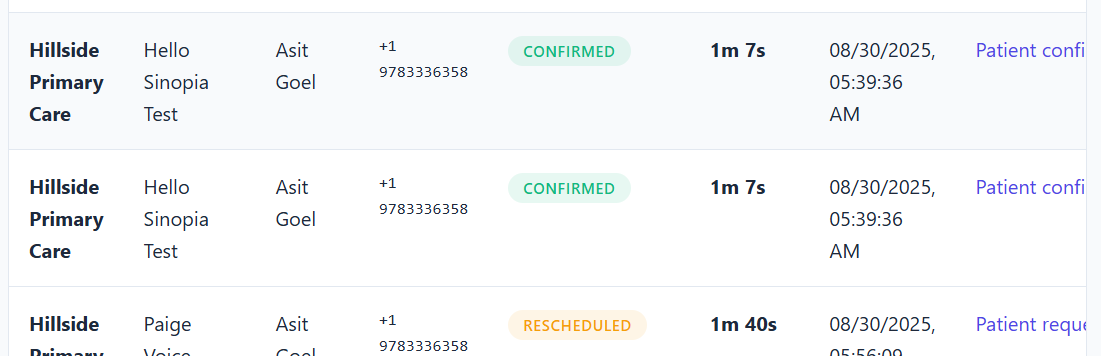 Hillside Primary Care Hello Sinopia Test Asit Goel +1 9783336358 CONFIRMED 1m 7s 08/30/2025, 05:39:36 AM Patient confi
Hillside Primary Care Hello Sinopia Test Asit Goel +1 9783336358 CONFIRMED 1m 7s 08/30/2025, 05:39:36 AM Patient confi
Hillside Primary Paige Voice Asit Goel +1 9783336358 RESCHEDULED 1m 40s 08/30/2025, 05:56:09 Patient reque